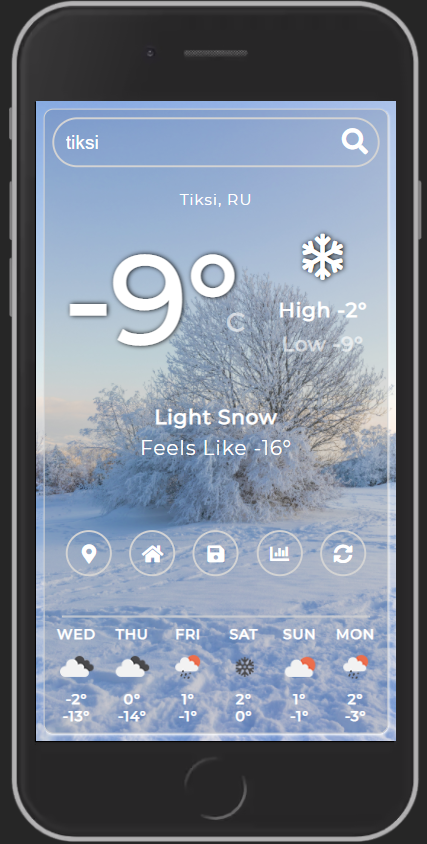 tiksi
Tiksi, RU
-9°
C
High -2°
Low -9°
Light Snow
Feels Like -16°
WED THU FRI SAT SUN MON
-2° 0° 1° 2° 1° 2°
-13° -14° -1° 0° -1° -3°